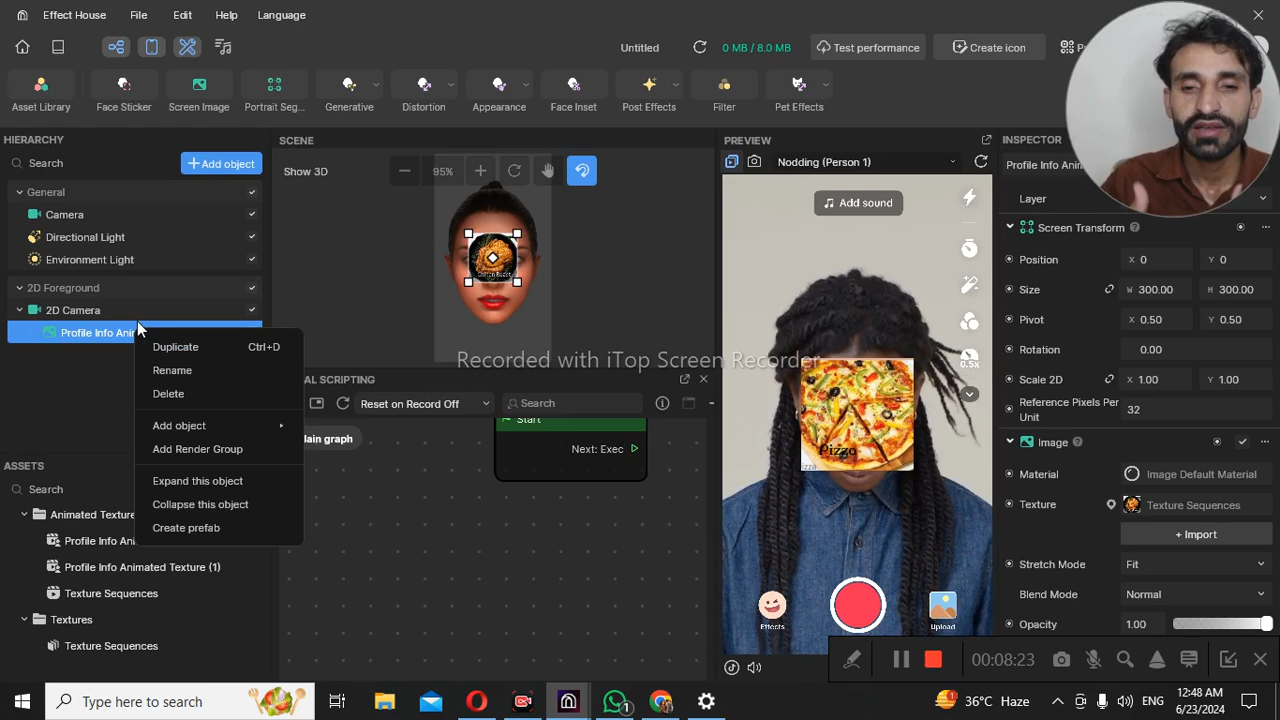 Effect House File Edit Help Language
Untitled 0 MB / 8.0 MB Test performance Create icon
Asset Library Face Sticker Screen Image Portrait Seg... Generative Distortion Appearance Face Inset Post Effects Filter Pet Effects
HIERARCHY
Search + Add object
General
Camera
Directional Light
Environment Light
2D Foreground
2D Camera
Profile Info Anim
Duplicate Ctrl+D
Rename
Delete
Add object
Add Render Group
Expand this object
Collapse this object
Create prefab
ASSETS
Search
Animated Texture
Profile Info Ani
Profile Info Animated Texture (1)
Texture Sequences
Textures
Texture Sequences
SCENE
Show 3D 95%
Recorded with iTop Screen Recorder
AL SCRIPTING
Reset on Record Off Search
lain graph
Start
Next: Exec
PREVIEW
Nodding (Person 1)
Add sound
0.5x
Pizza
Effects Upload
INSPECTOR
Profile Info Anim
Layer
Screen Transform
Position X 0 Y 0
Size W 300.00 H 300.00
Pivot X 0.50 Y 0.50
Rotation 0.00
Scale 2D X 1.00 Y 1.00
Reference Pixels Per Unit 32
Image
Material Image Default Material
Texture Texture Sequences
+ Import
Stretch Mode Fit
Blend Mode Normal
Opacity 1.00
00:08:23
Type here to search
1 36°C Haze ENG 12:48 AM
6/23/2024